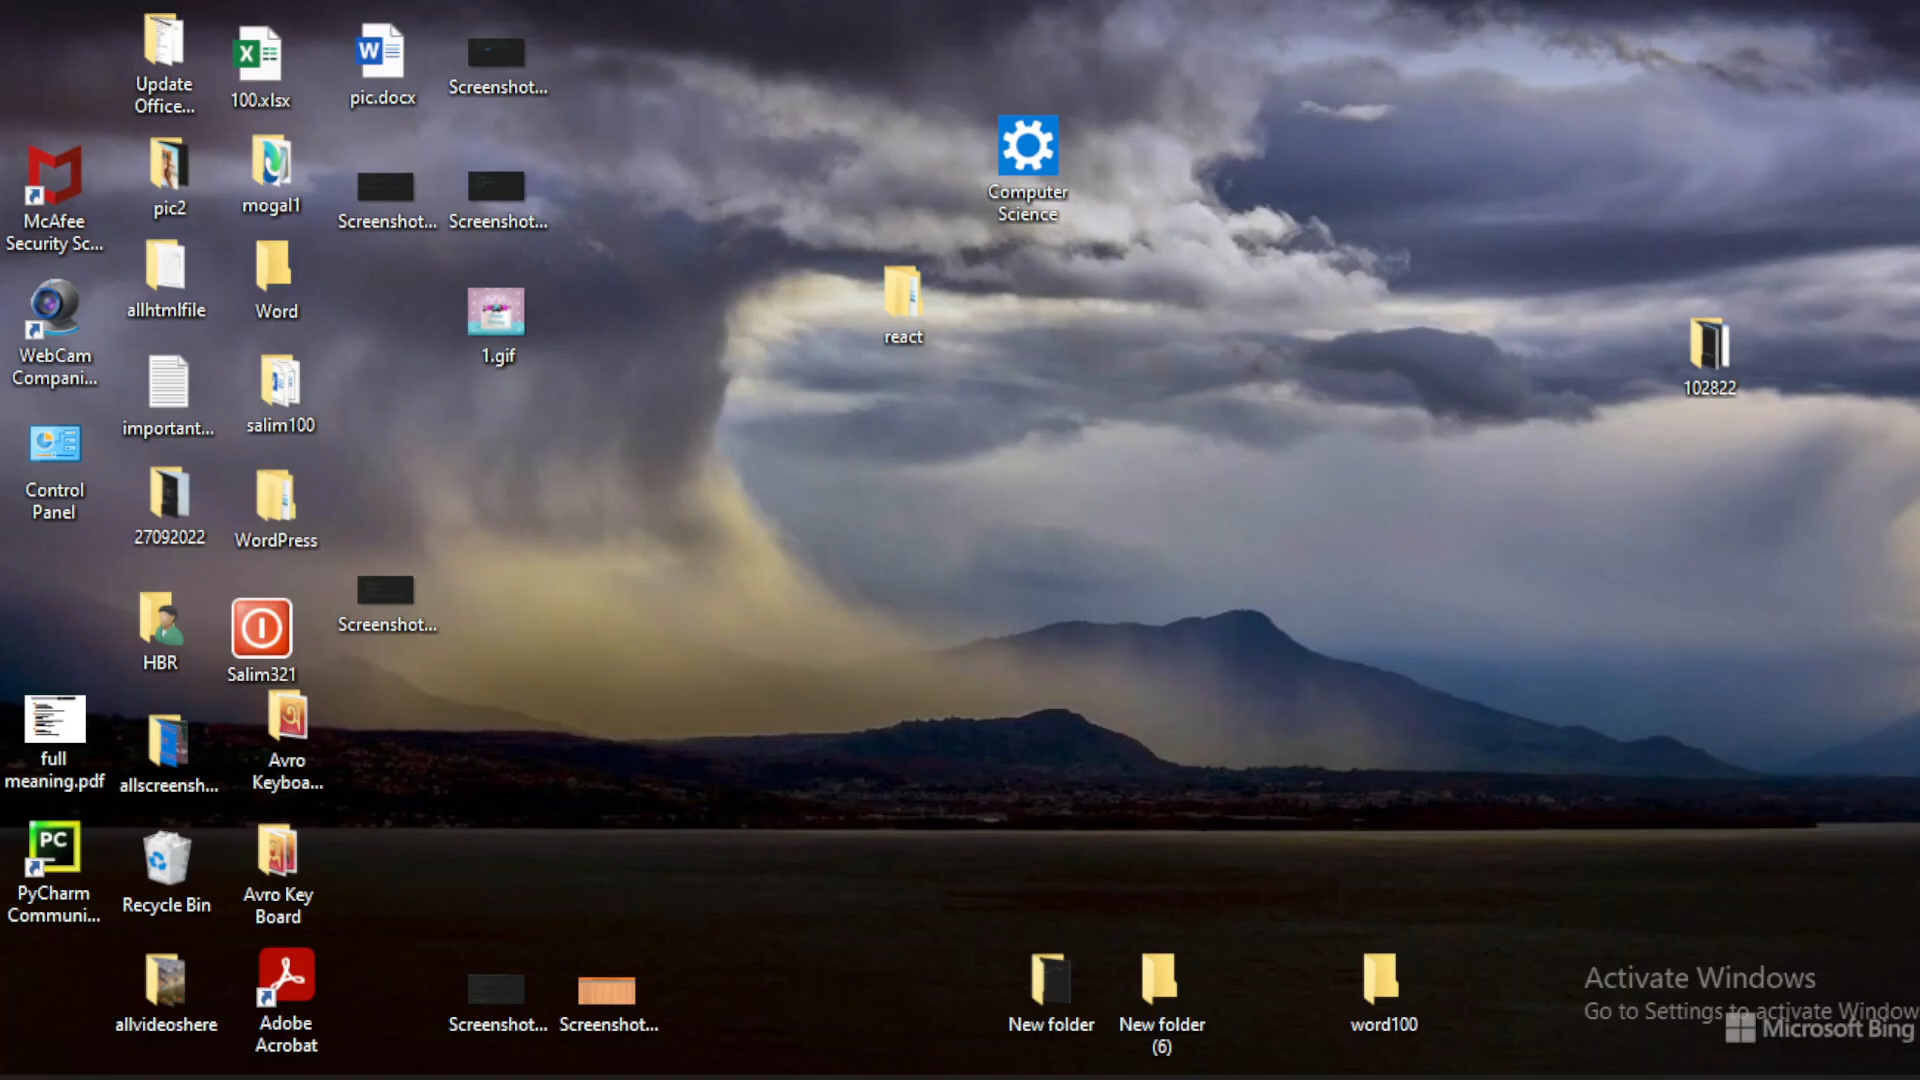 Update
Office...
100.xlsx
pic.docx
Screenshot...
McAfee
Security Sc...
pic2
mogal1
Screenshot...
Screenshot...
Computer
Science
WebCam
Compani...
allhtmlfile
Word
1.gif
react
102822
Control
Panel
important...
salim100
27092022
WordPress
HBR
Salim321
Screenshot...
full
meaning.pdf
allscreensh...
অ
Avro
Keyboa...
PC
PyCharm
Communi...
Recycle Bin
Avro Key
Board
allvideoshere
Adobe
Acrobat
Screenshot...
Screenshot...
New folder
New folder
(6)
word100
Activate Windows
Go to Settings to activate Window
Microsoft Bing